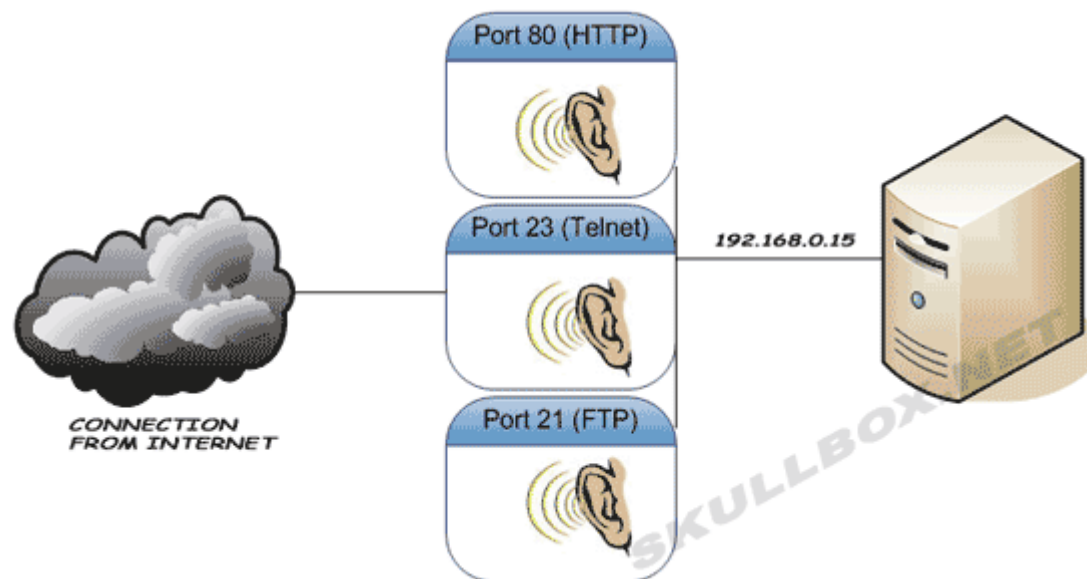 Port 80 (HTTP)
Port 23 (Telnet)
192.168.0.15
CONNECTION
FROM INTERNET
Port 21 (FTP)
SKULLBOX.NET